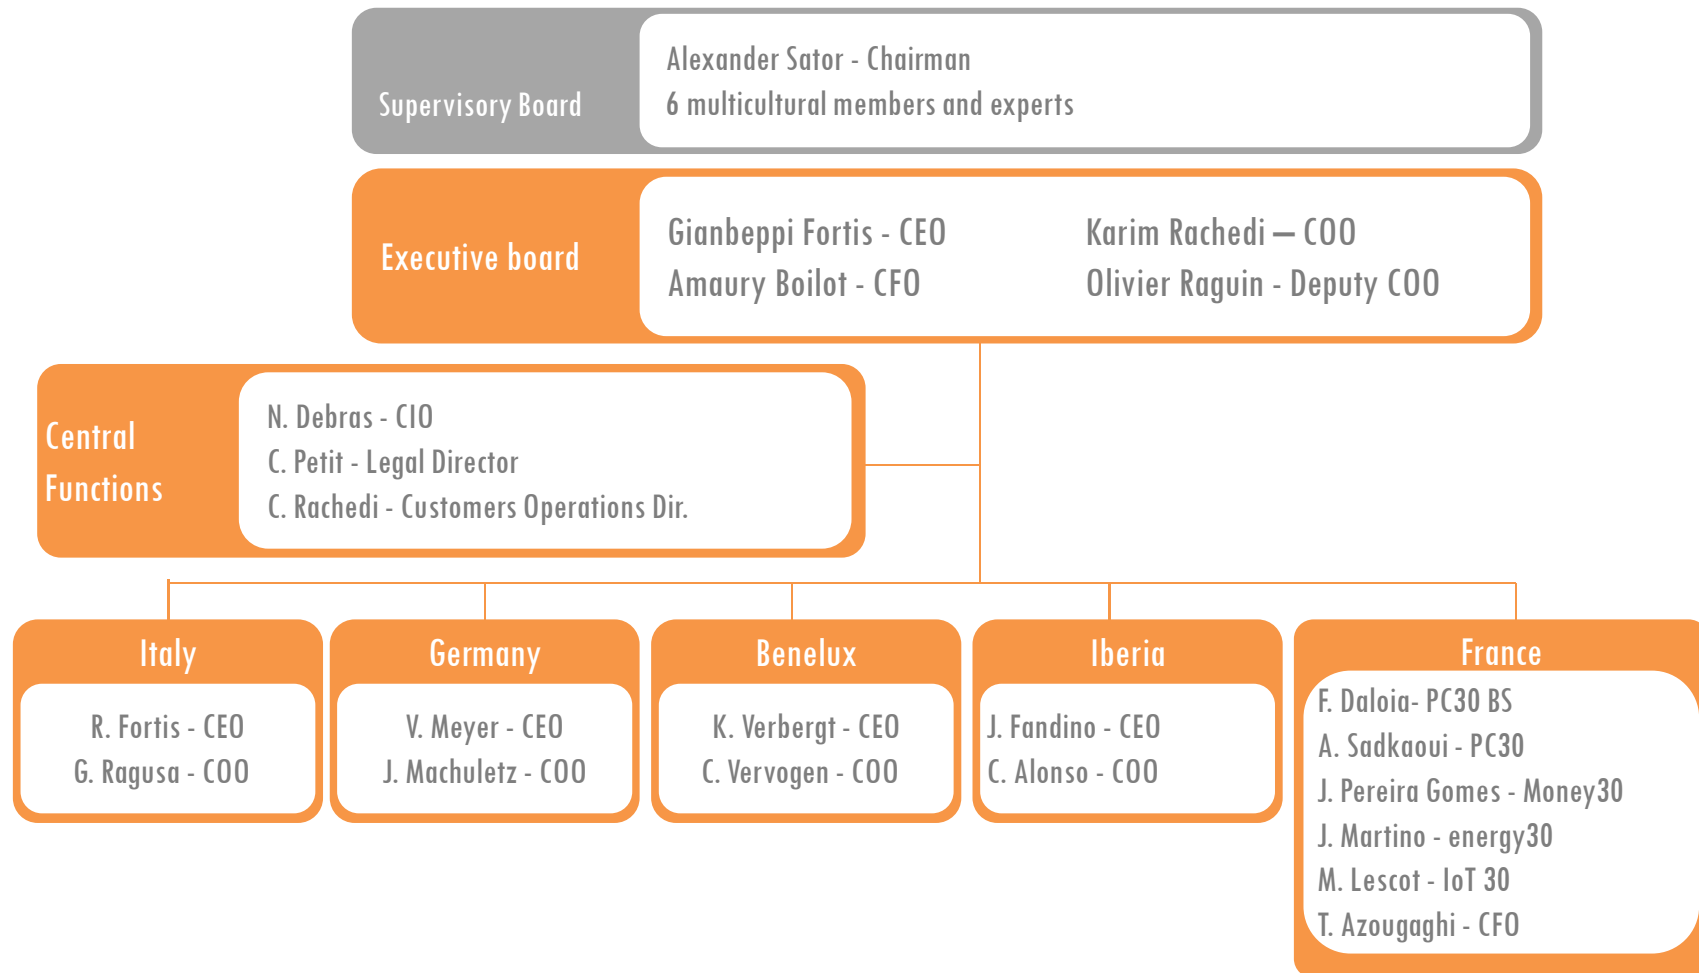 Supervisory Board
Alexander Sator - Chairman
6 multicultural members and experts
Executive board
Gianbeppi Fortis - CEO
Amaury Boilot - CFO
Karim Rachedi – COO
Olivier Raguin - Deputy COO
Central
Functions
N. Debras - CIO
C. Petit - Legal Director
C. Rachedi - Customers Operations Dir.
Italy
R. Fortis - CEO
G. Ragusa - COO
Germany
V. Meyer - CEO
J. Machuletz - COO
Benelux
K. Verbergt - CEO
C. Vervogen - COO
Iberia
J. Fandino - CEO
C. Alonso - COO
France
F. Daloia- PC30 BS
A. Sadkaoui - PC30
J. Pereira Gomes - Money30
J. Martino - energy30
M. Lescot - IoT 30
T. Azougaghi - CFO